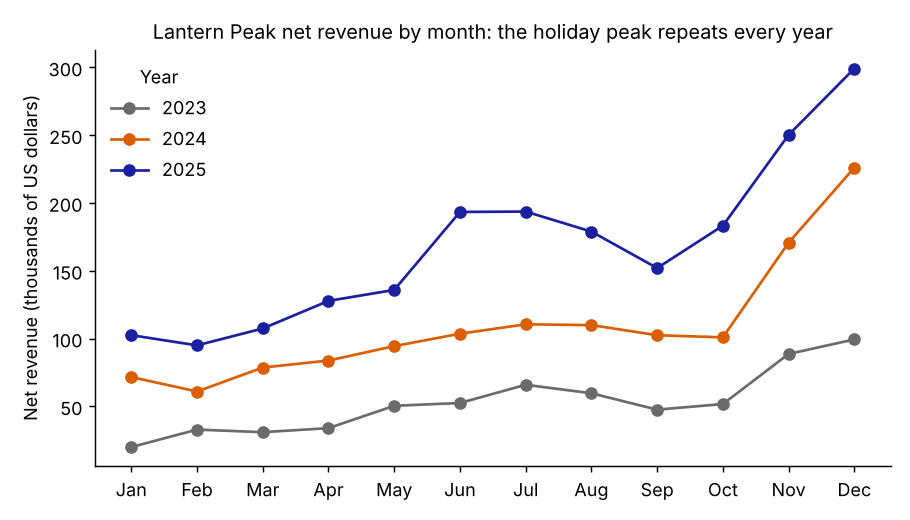 Lantern Peak net revenue by month: the holiday peak repeats every year
Net revenue (thousands of US dollars)
300
250
200
150
100
50
Year
2023
2024
2025
Jan Feb Mar Apr May Jun Jul Aug Sep Oct Nov Dec